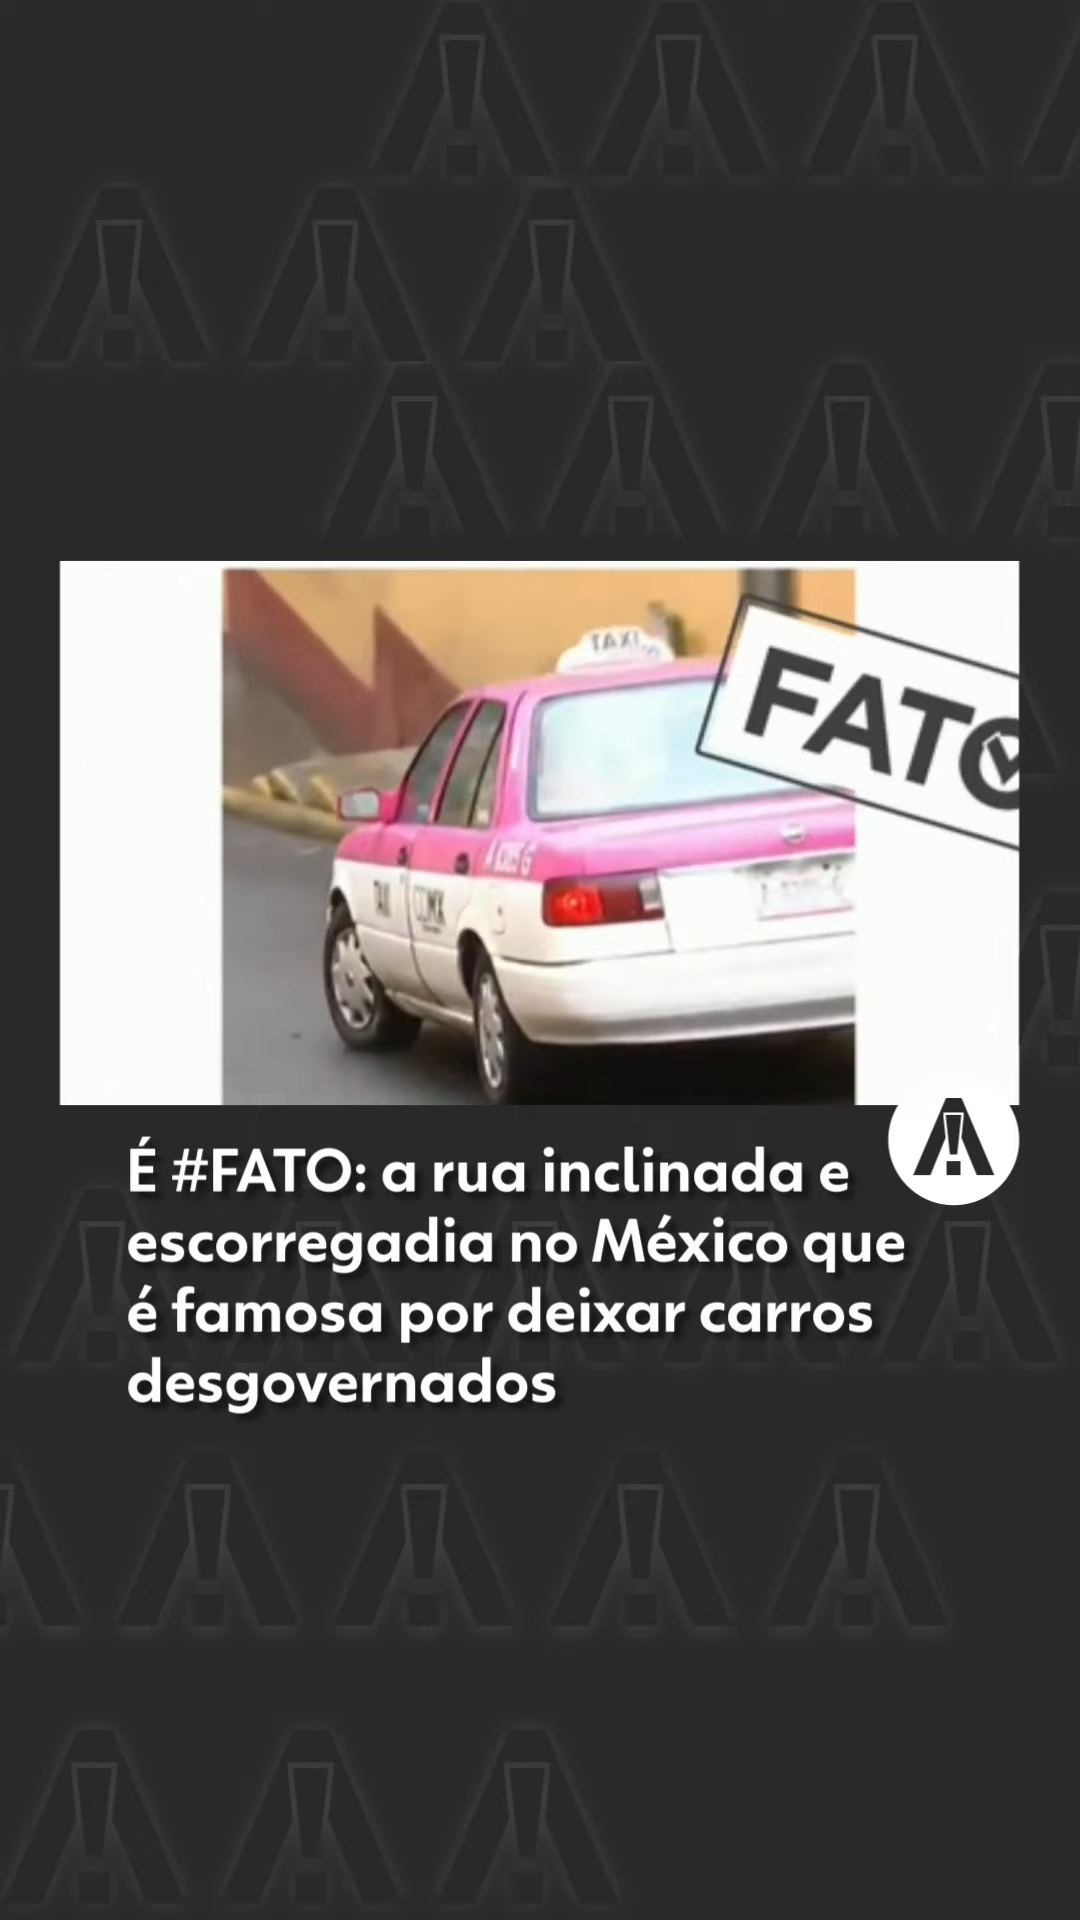 TAXI
FATO
TAXI CDMX
É #FATO: a rua inclinada e
escorregadia no México que
é famosa por deixar carros
desgovernados